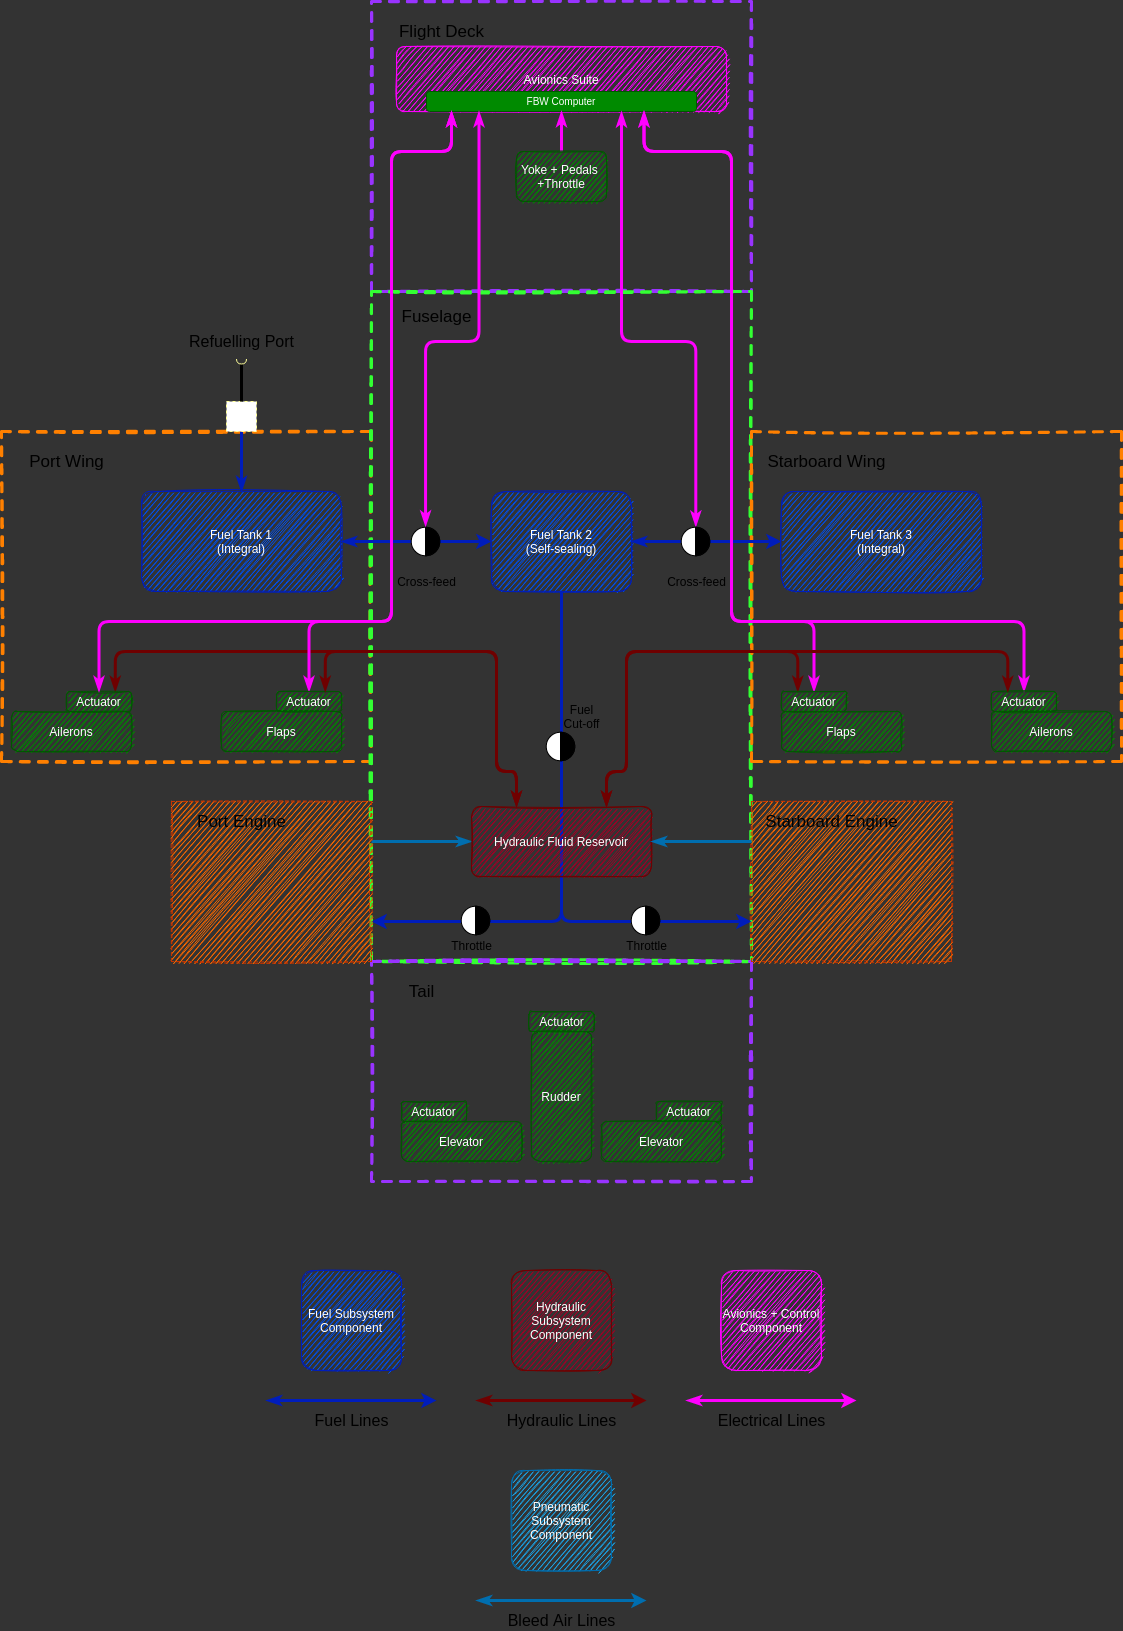 Flight Deck
Avionics Suite
FBW Computer
Yoke + Pedals
+Throttle
Fuselage
Refuelling Port
Port Wing
Starboard Wing
Fuel Tank 1
(Integral)
Fuel Tank 2
(Self-sealing)
Fuel Tank 3
(Integral)
Cross-feed
Cross-feed
Actuator
Ailerons
Actuator
Flaps
Fuel
Cut-off
Actuator
Flaps
Actuator
Ailerons
Port Engine
Starboard Engine
Hydraulic Fluid Reservoir
Throttle
Throttle
Tail
Actuator
Rudder
Actuator
Elevator
Actuator
Elevator
Fuel Subsystem
Component
Hydraulic
Subsystem
Component
Avionics + Control
Component
Fuel Lines
Hydraulic Lines
Electrical Lines
Pneumatic
Subsystem
Component
Bleed Air Lines